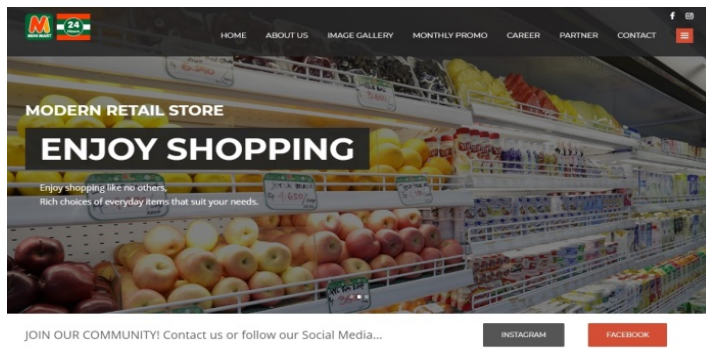 M
MINI MART
24
HOME ABOUT US IMAGE GALLERY MONTHLY PROMO CAREER PARTNER CONTACT
MODERN RETAIL STORE
ENJOY SHOPPING
Enjoy shopping like no others,
Rich choices of everyday items that suit your needs.
JOIN OUR COMMUNITY! Contact us or follow our Social Media...
INSTAGRAM
FACEBOOK